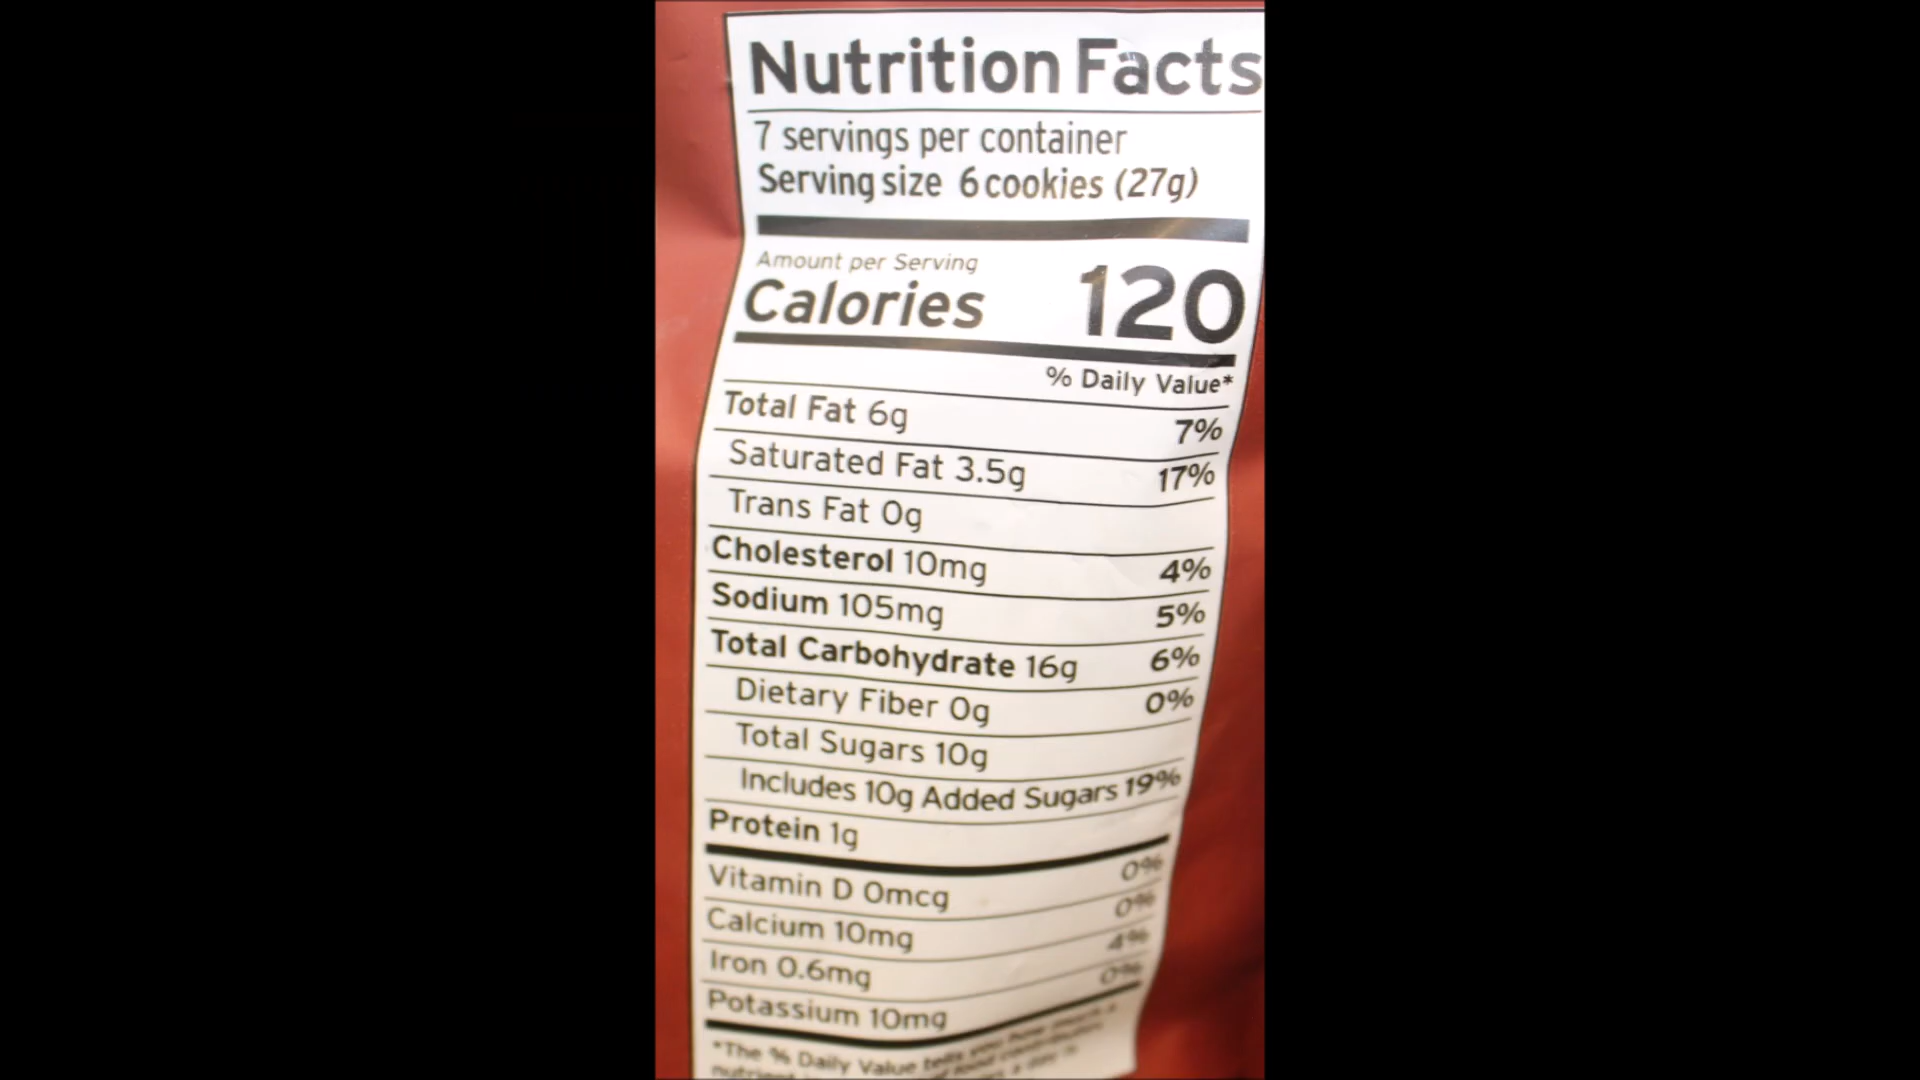 Nutrition Facts
7 servings per container
Serving size 6 cookies (27g)
Amount per Serving
Calories 120
% Daily Value*
Total Fat 6g 7%
Saturated Fat 3.5g 17%
Trans Fat 0g
Cholesterol 10mg 4%
Sodium 105mg 5%
Total Carbohydrate 16g 6%
Dietary Fiber 0g 0%
Total Sugars 10g
Includes 10g Added Sugars 19%
Protein 1g
Vitamin D 0mcg 0%
Calcium 10mg 0%
Iron 0.6mg 4%
Potassium 10mg 0%
*The % Daily Value tells you how much a